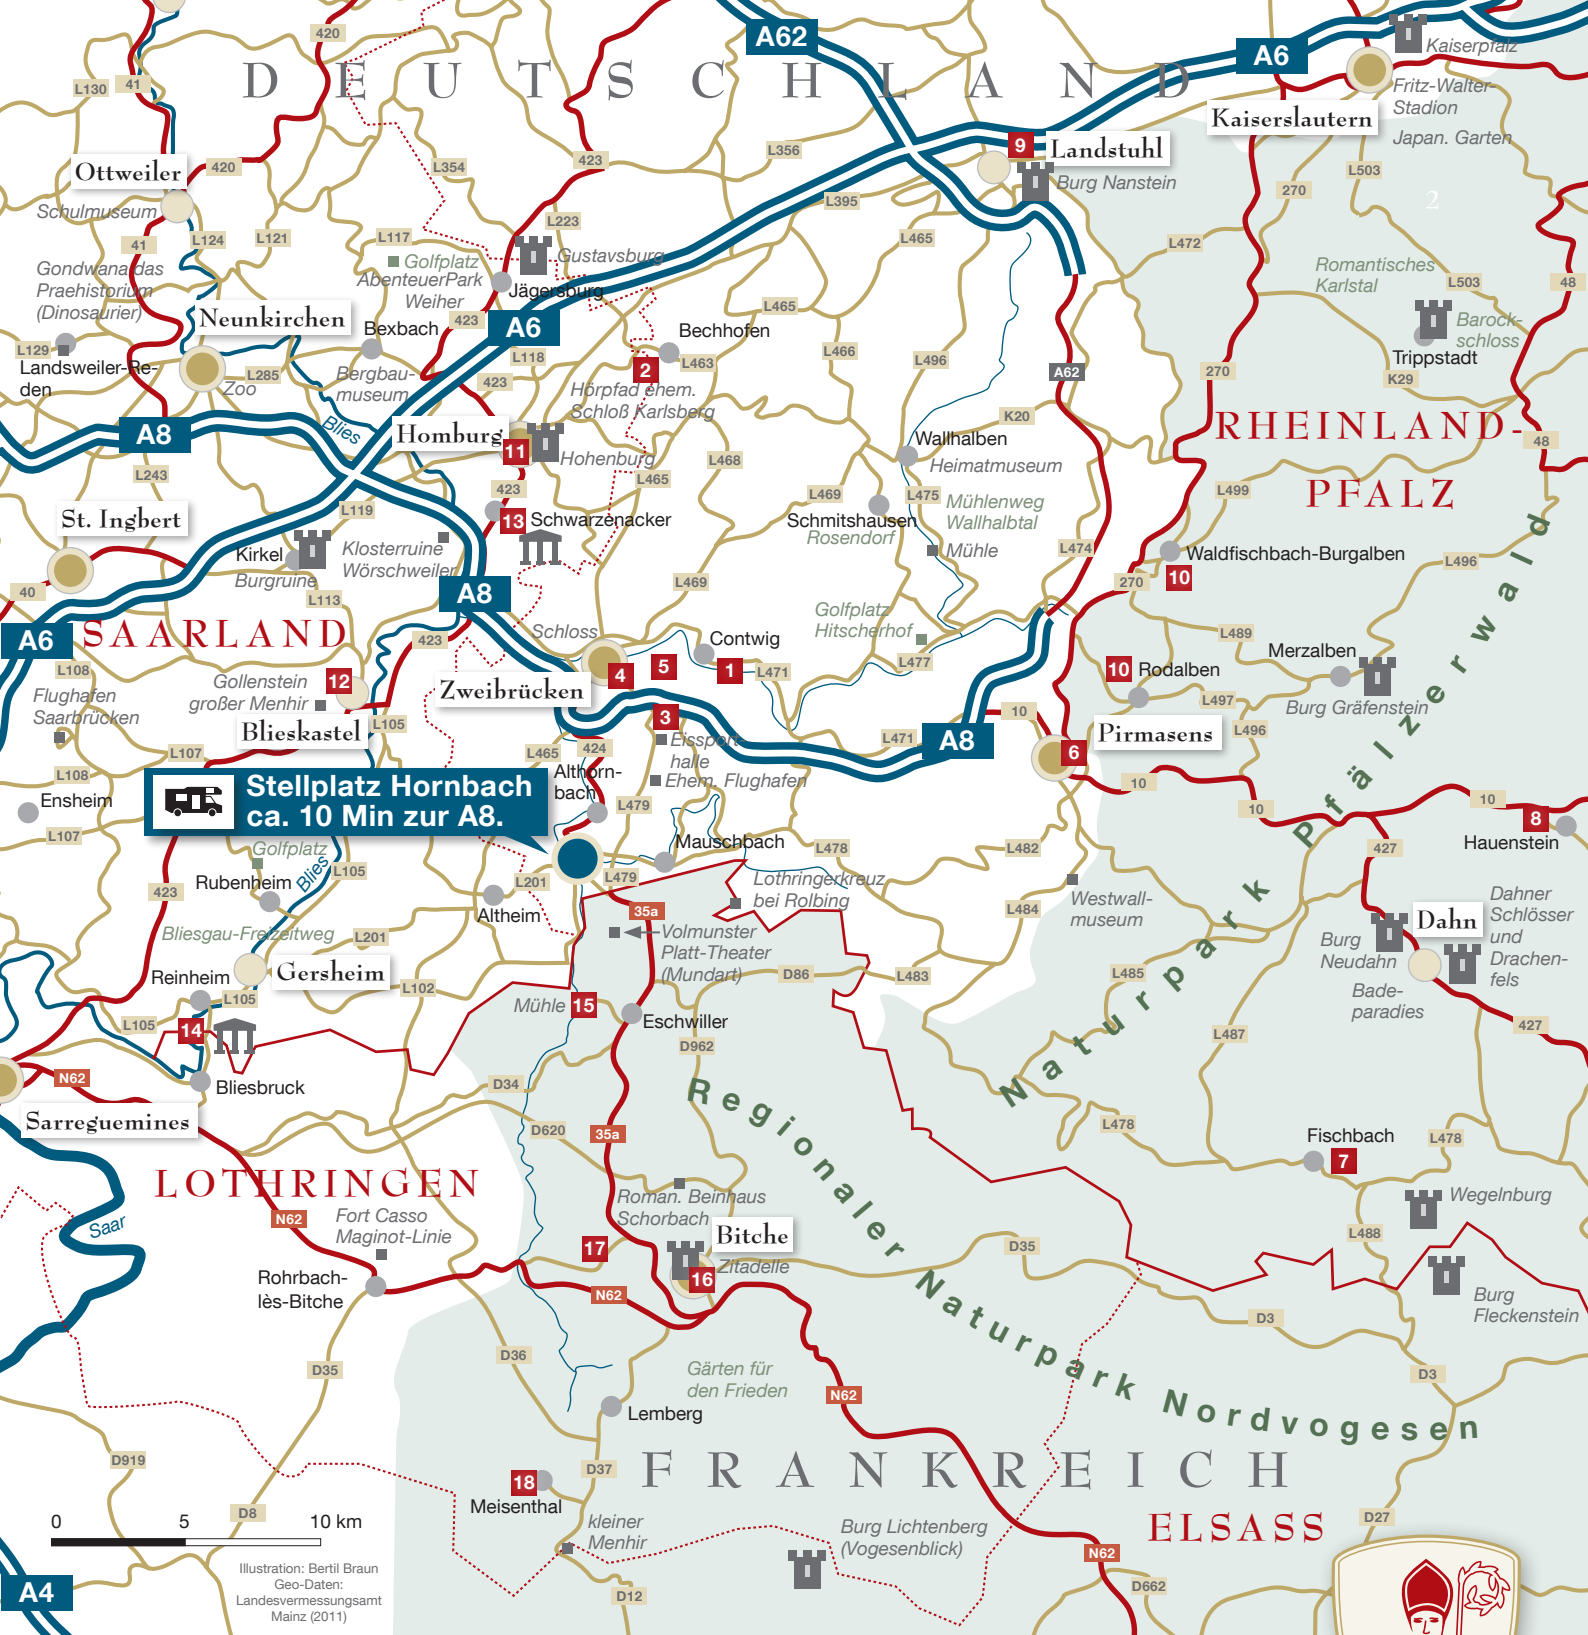 420
A62
A6
Kaiserpfalz
L130
41
DEUTSCHLAND
Fritz-Walter-
Stadion
Kaiserslautern
Japan. Garten
9
Landstuhl
L356
423
L354
420
Ottweiler
L503
Burg Nanstein
270
2
L395
Schulmuseum
L223
41
L124
L121
L117
L465
L472
Gustavsburg
Golfplatz
AbenteuerPark
Weiher
Gondwana das
Praehistorium
(Dinosaurier)
Romantisches
Karlstal
L503
48
Jägersburg
L465
Neunkirchen
Bexbach
423
A6
Bechhofen
Barock-
schloss
Trippstadt
L129
Landsweiler-Re-
den
L118
2
L463
L466
L496
A62
270
K29
L285
Zoo
Bergbau-
museum
423
Hörpfad ehem.
Schloß Karlsberg
K20
RHEINLAND-
PFALZ
48
A8
Blies
Homburg
11
Hohenburg
Wallhalben
Heimatmuseum
L243
L468
L465
423
L469
L475
L499
Mühlenweg
Wallhalbtal
St. Ingbert
L119
13
Schwarzenacker
Schmitshausen
Rosendorf
Kirkel
Burgruine
Klosterruine
Wörschweiler
Mühle
L474
Waldfischbach-Burgalben
10
L496
40
L113
A8
L469
270
A6
SAARLAND
423
Schloss
Golfplatz
Hitscherhof
L489
L108
Contwig
Merzalben
12
Gollenstein
großer Menhir
4
5
1
L471
L477
10
Rodalben
Flughafen
Saarbrücken
Zweibrücken
L497
Burg Gräfenstein
Blieskastel
L105
3
10
L107
L465
424
Eissport-
halle
L471
A8
Pirmasens
L496
6
L108
Althorn-
bach
Ehem. Flughafen
10
Stellplatz Hornbach
ca. 10 Min zur A8.
Ensheim
L479
10
10
8
Hauenstein
L107
Mauschbach
L478
L482
427
Golfplatz
Blies
L105
Rubenheim
423
L201
L479
Lothringerkreuz
bei Rolbing
Altheim
35a
L484
Westwall-
museum
Dahner
Schlösser
und
Drachen-
fels
Dahn
Bliesgau-Freizeitweg
L201
Volmunster
Platt-Theater
(Mundart)
Burg
Neudahn
Reinheim
Gersheim
D86
L483
L485
L102
L105
Mühle
15
Bade-
paradies
L105
14
Eschwiller
427
L487
D962
N62
Bliesbruck
D34
Naturpark Pfälzerwald
Sarreguemines
D620
35a
L478
Fischbach
7
L478
Regionaler Naturpark Nordvogesen
LOTHRINGEN
Roman. Beinhaus
Schorbach
Wegelnburg
N62
Saar
Fort Casso
Maginot-Linie
17
Bitche
Zitadelle
16
D35
L488
Rohrbach-
lès-Bitche
N62
Burg
Fleckenstein
D3
D35
D36
Gärten für
den Frieden
D3
N62
Lemberg
D919
FRANKREICH
D37
18
Meisenthal
ELSASS
D8
0 5 10 km
kleiner
Menhir
Burg Lichtenberg
(Vogesenblick)
D27
N62
Illustration: Bertil Braun
Geo-Daten:
Landesvermessungsamt
Mainz (2011)
A4
D12
D662